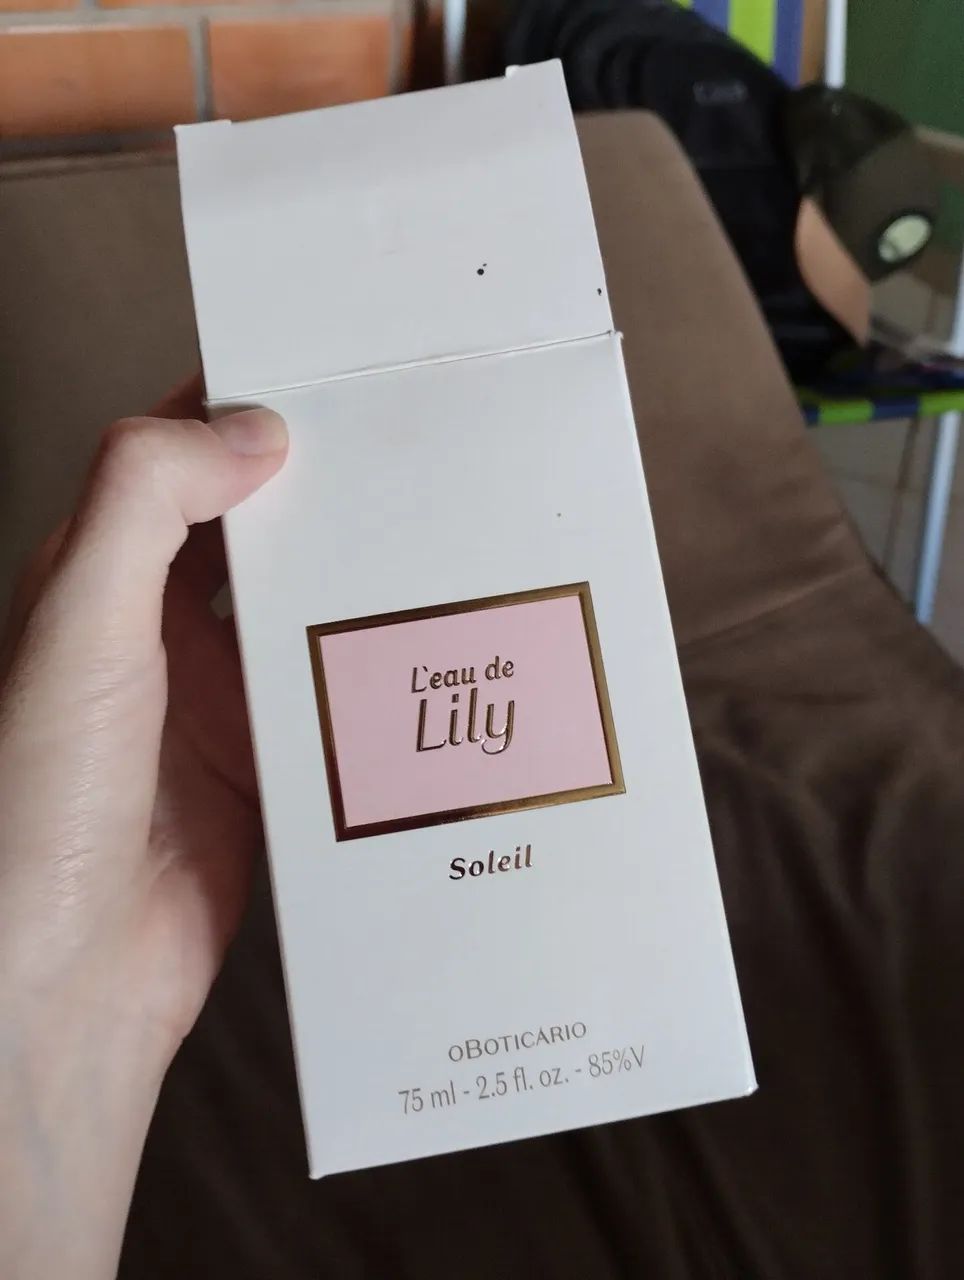 L'eau de
Lily
Soleil
oBOTICÁRIO
75 ml - 2.5 fl. oz. - 85%V